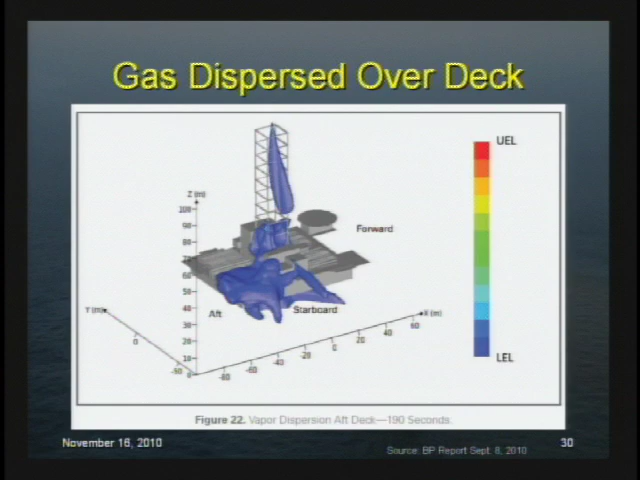 Gas Dispersed Over Deck
UEL
Z (m)
100
90
80
70
60
50
40
30
20
10
0
Forward
Aft
Starboard
Y (m)
0
-50
X (m)
-80
-60
-40
-20
0
20
40
60
LEL
Figure 22. Vapor Dispersion Aft Deck—190 Seconds.
November 16, 2010
30
Source: BP Report Sept. 8, 2010